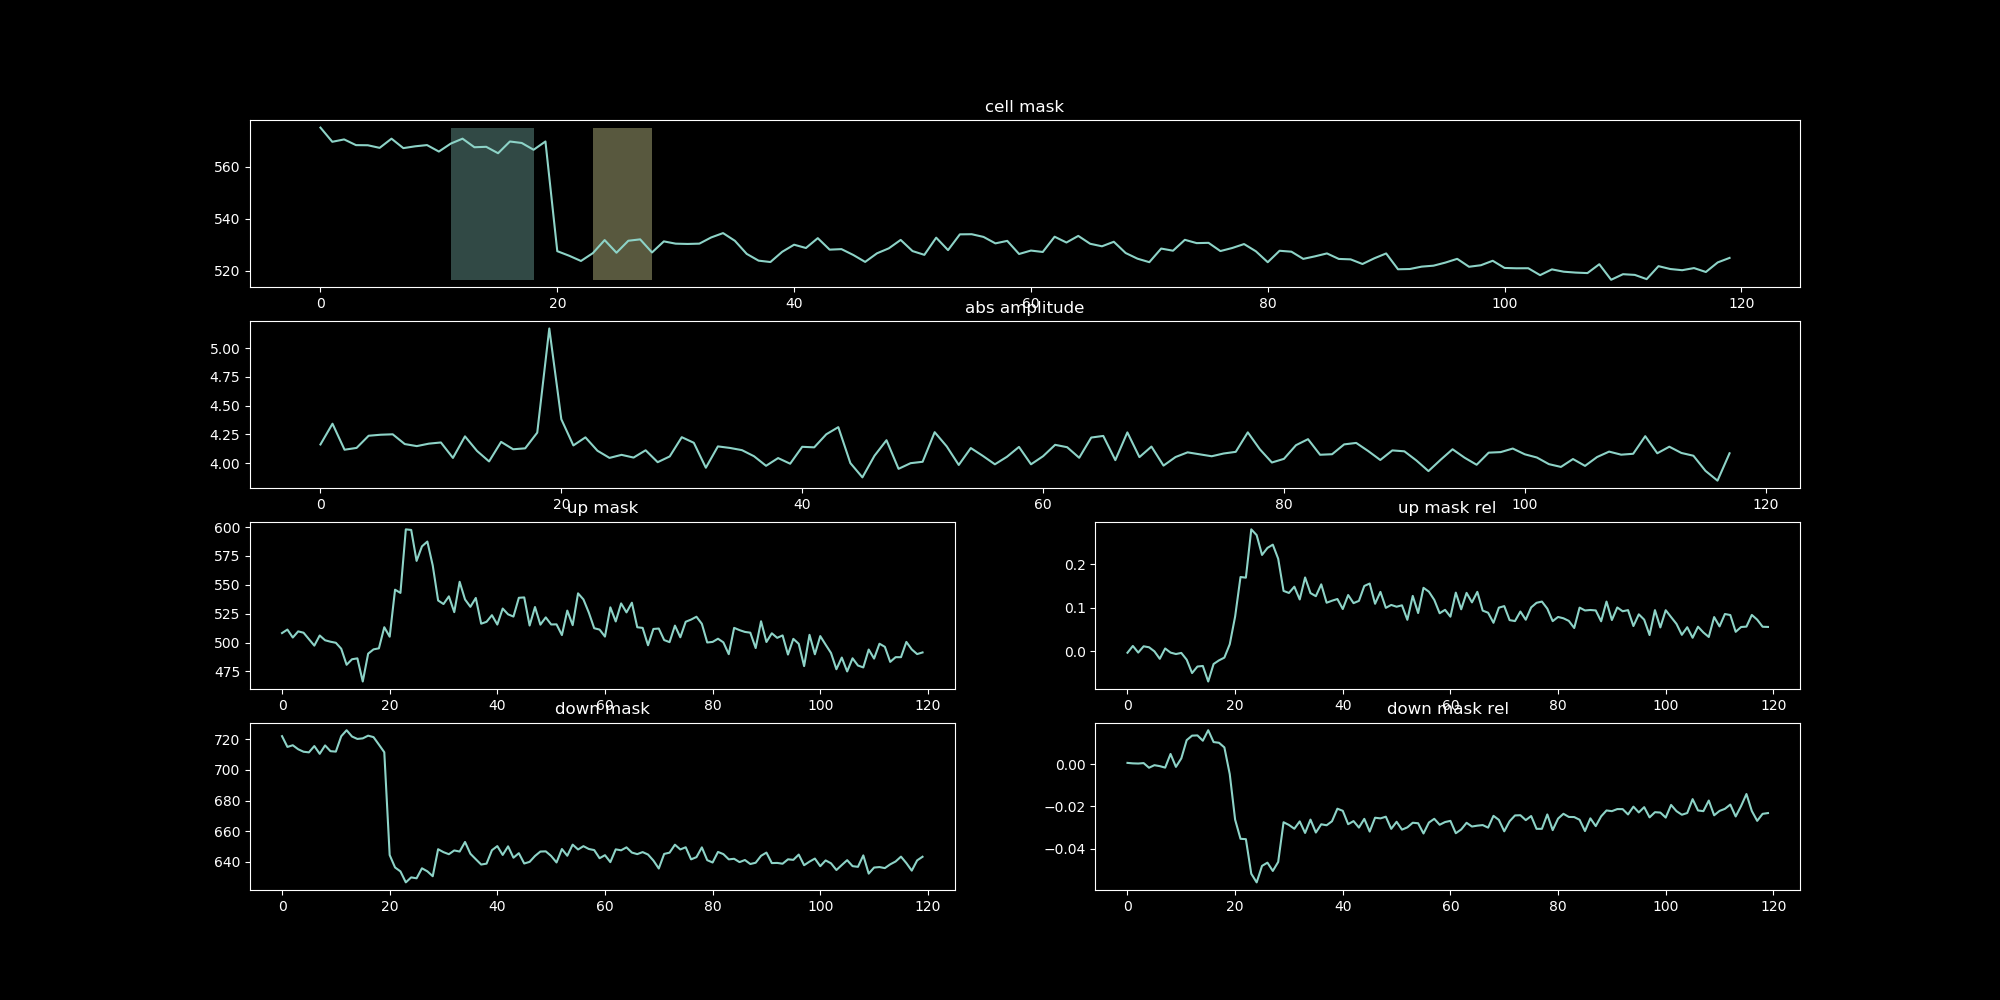 cell mask
560
540
520
0 20 40 60 80 100 120
abs amplitude
5.00
4.75
4.50
4.25
4.00
0 20 40 60 80 100 120
up mask
600
575
550
525
500
475
0 20 40 60 80 100 120
up mask rel
0.2
0.1
0.0
0 20 40 60 80 100 120
down mask
720
700
680
660
640
0 20 40 60 80 100 120
down mask rel
0.00
−0.02
−0.04
0 20 40 60 80 100 120